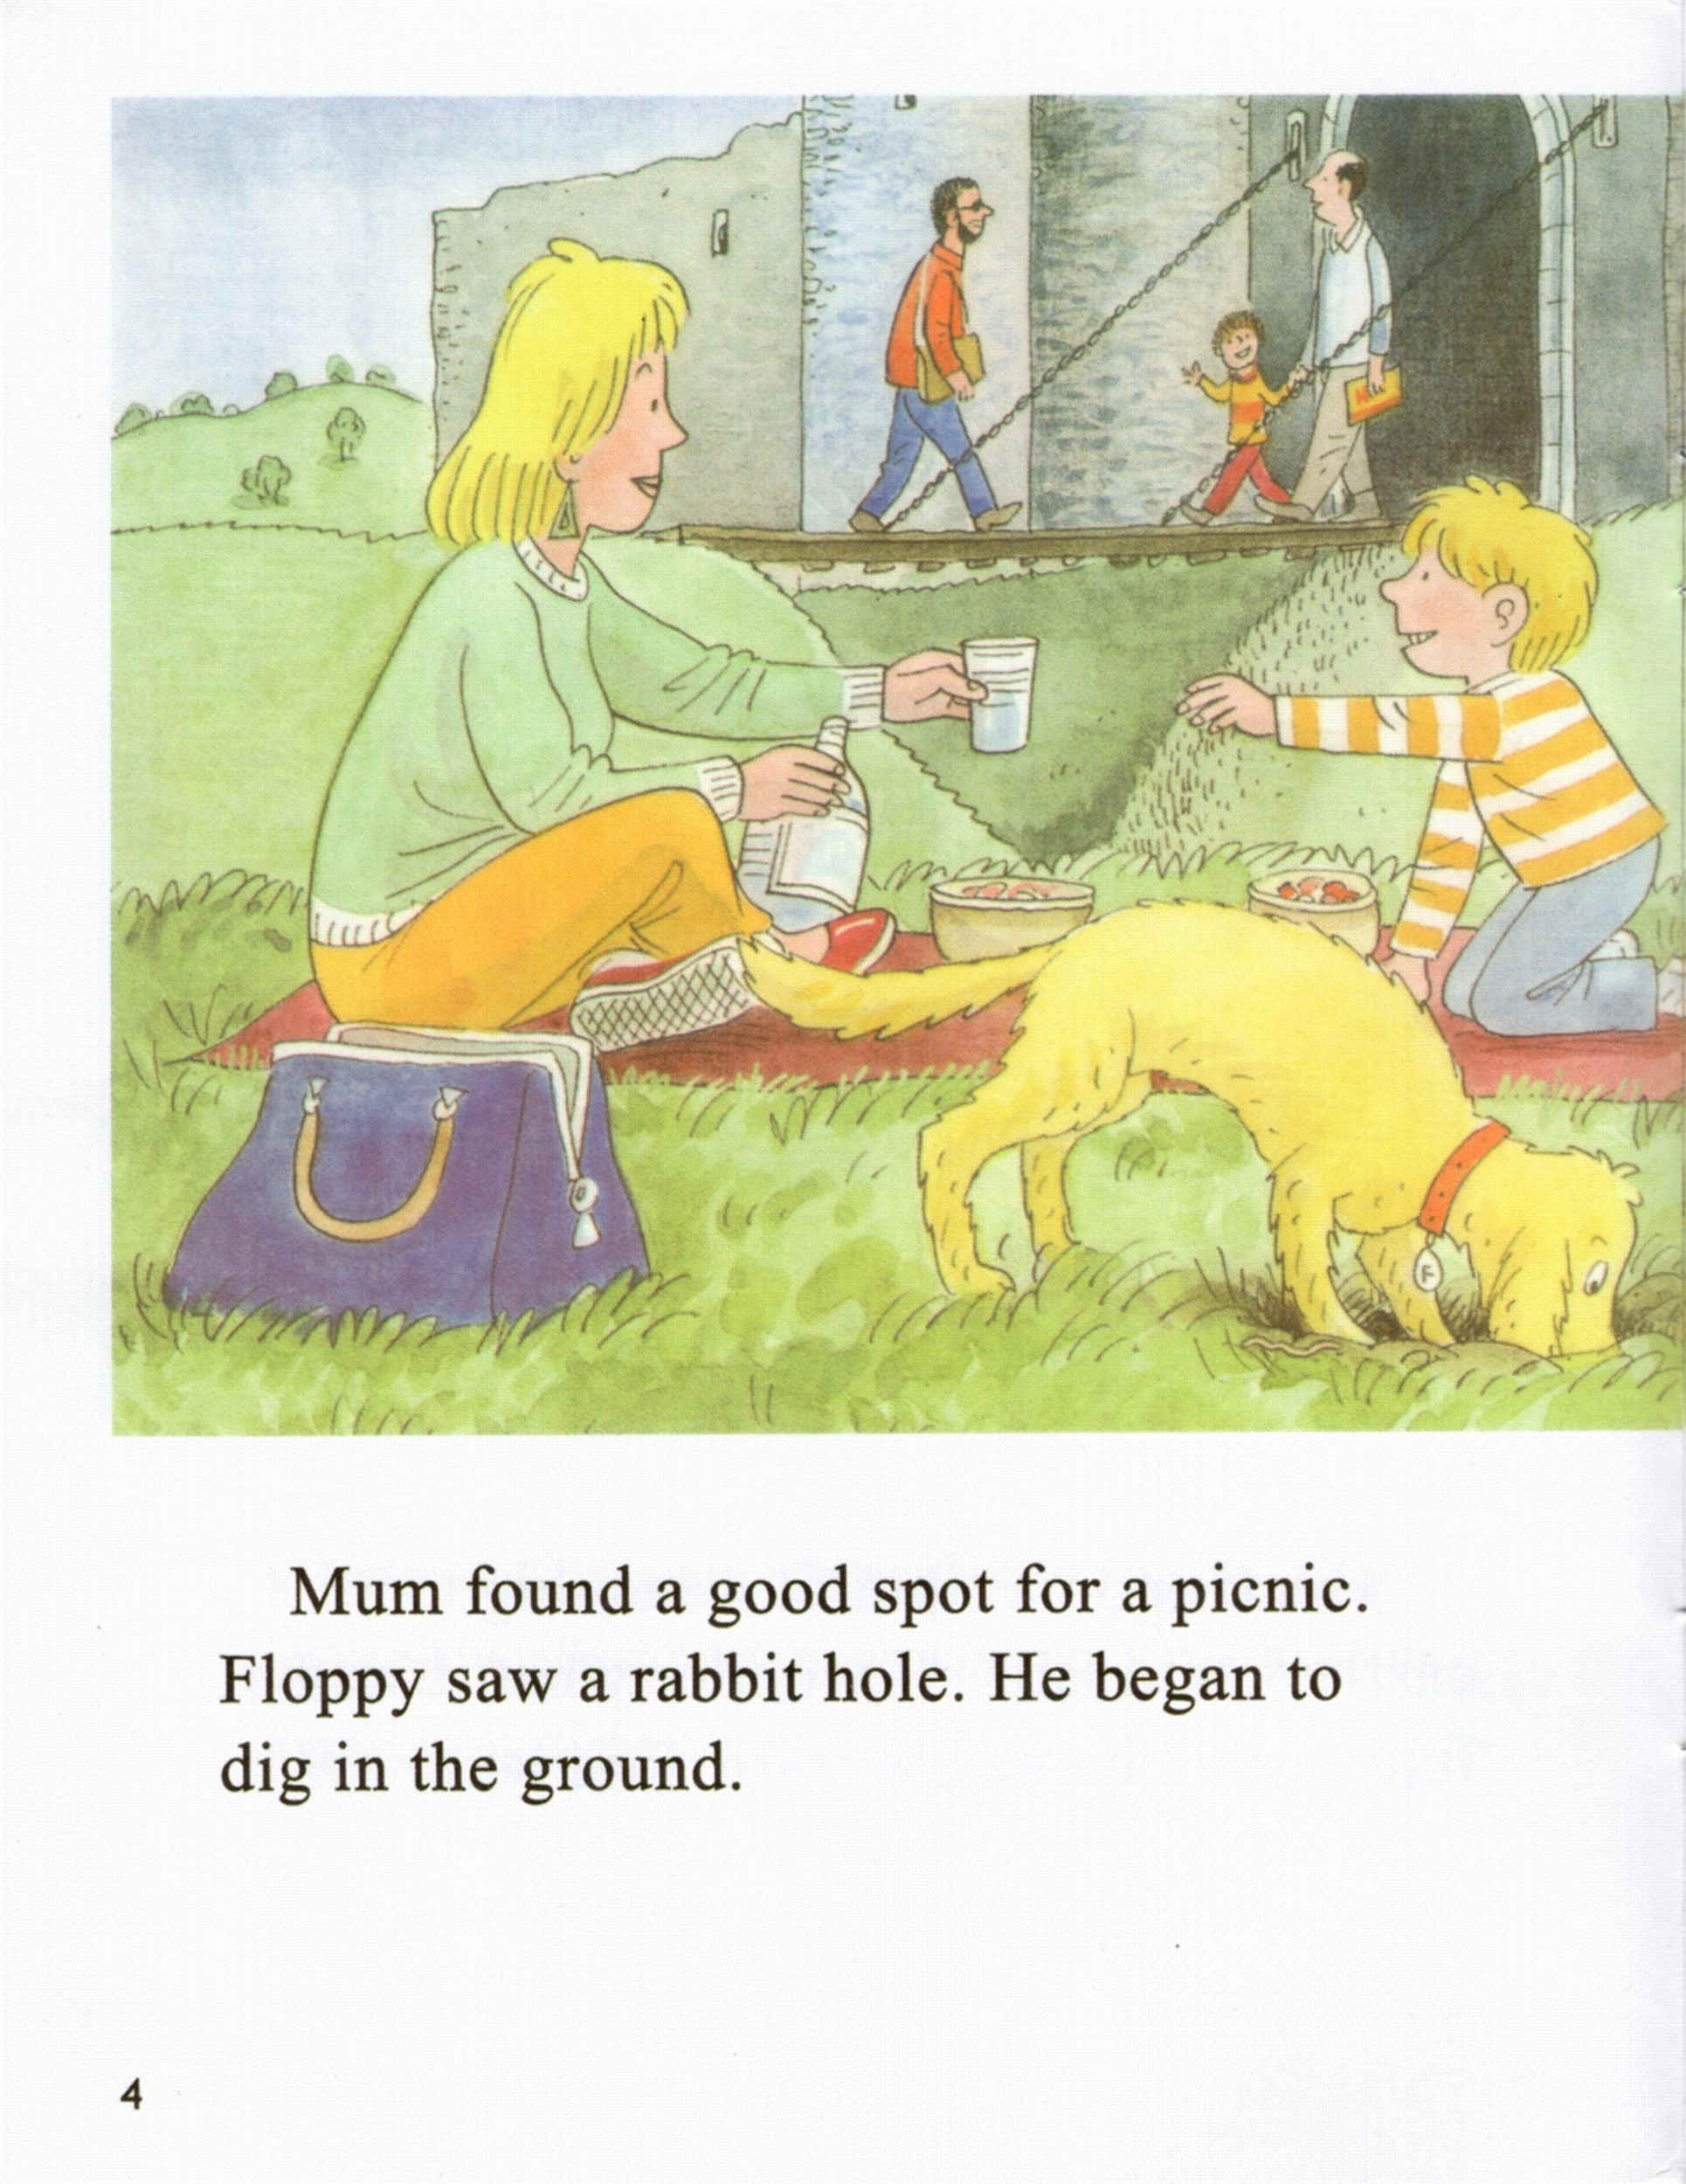 F
Mum found a good spot for a picnic.
Floppy saw a rabbit hole. He began to
dig in the ground.
4